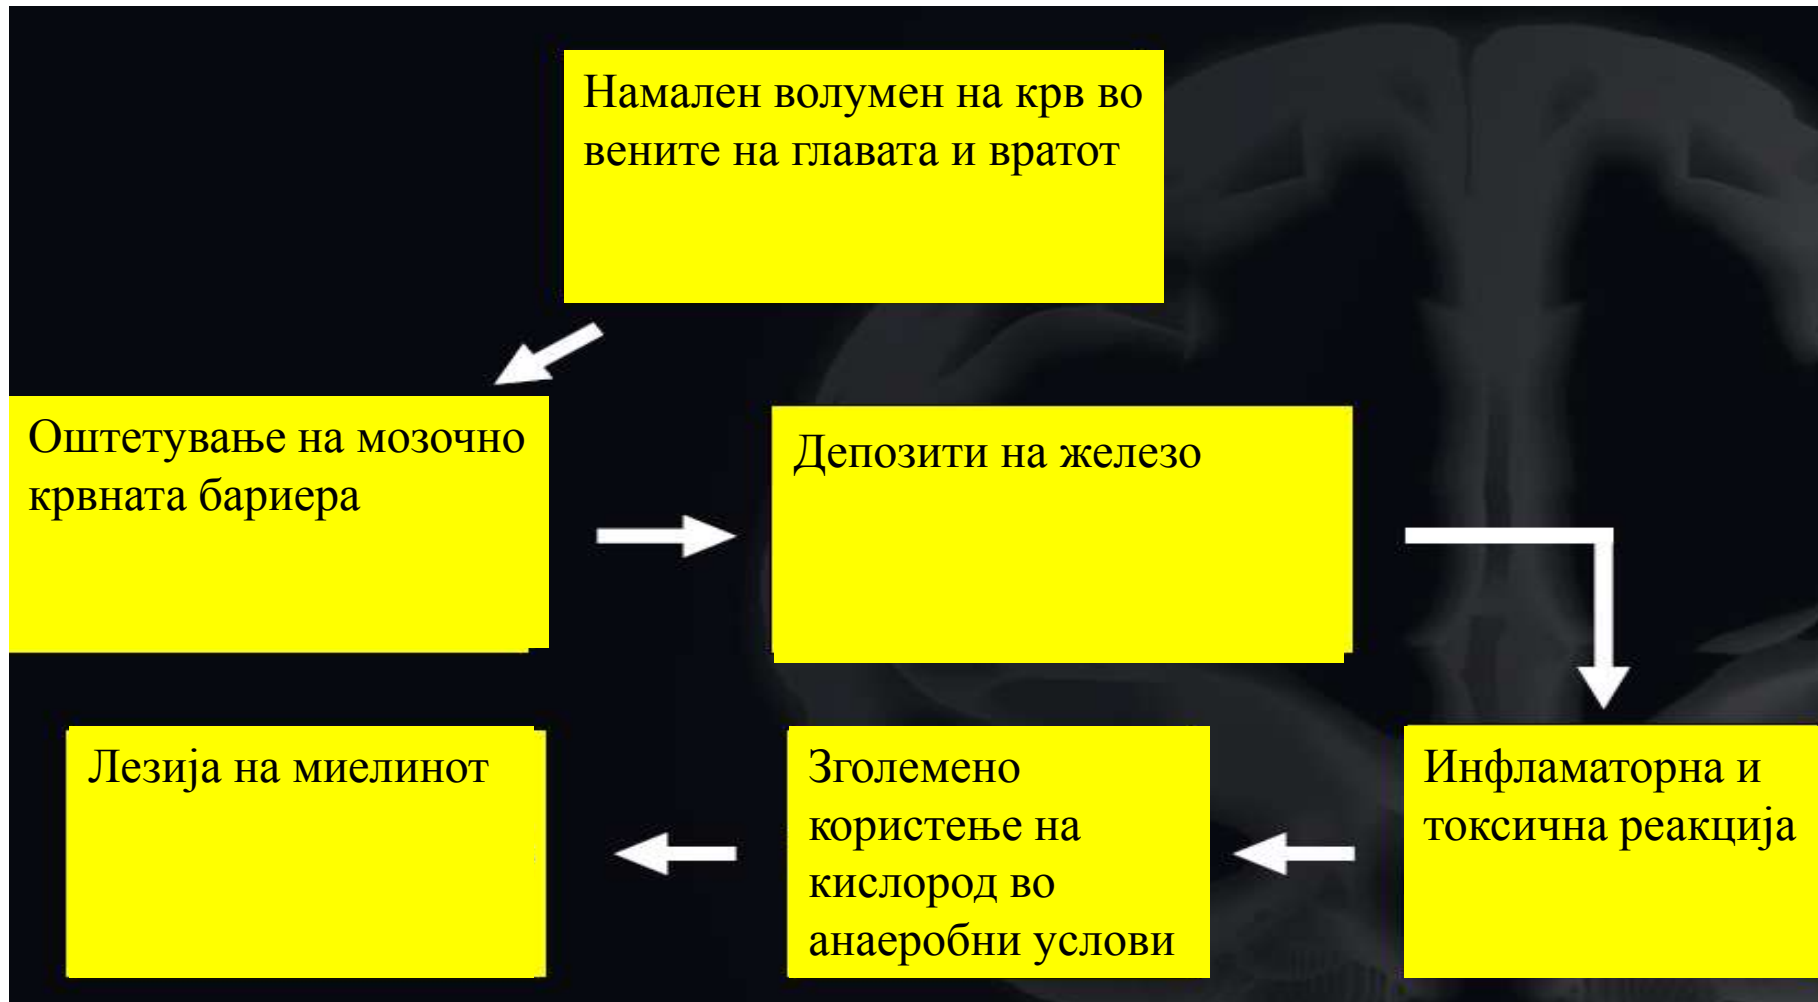 Намален волумен на крв во
вените на главата и вратот
Оштетување на мозочно
крвната бариера
Депозити на железо
Лезија на миелинот
Зголемено
користење на
кислород во
анаеробни услови
Инфламаторна и
токсична реакција